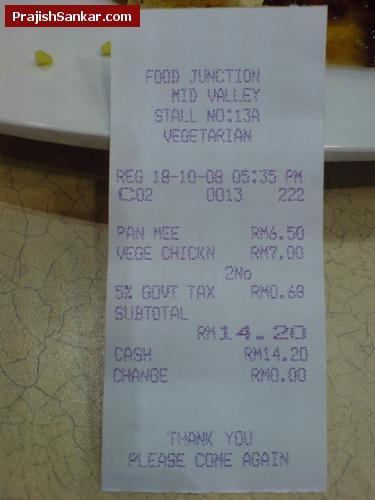 PrajishSankar.com
FOOD JUNCTION
MID VALLEY
STALL NO:13A
VEGETARIAN
REG 18-10-08 05:35 PM
C02 0013 222
PAN MEE RM6.50
VEGE CHICKN RM7.00
2No
5% GOVT TAX RM0.68
SUBTOTAL
RM14.20
CASH RM14.20
CHANGE RM0.00
THANK YOU
PLEASE COME AGAIN